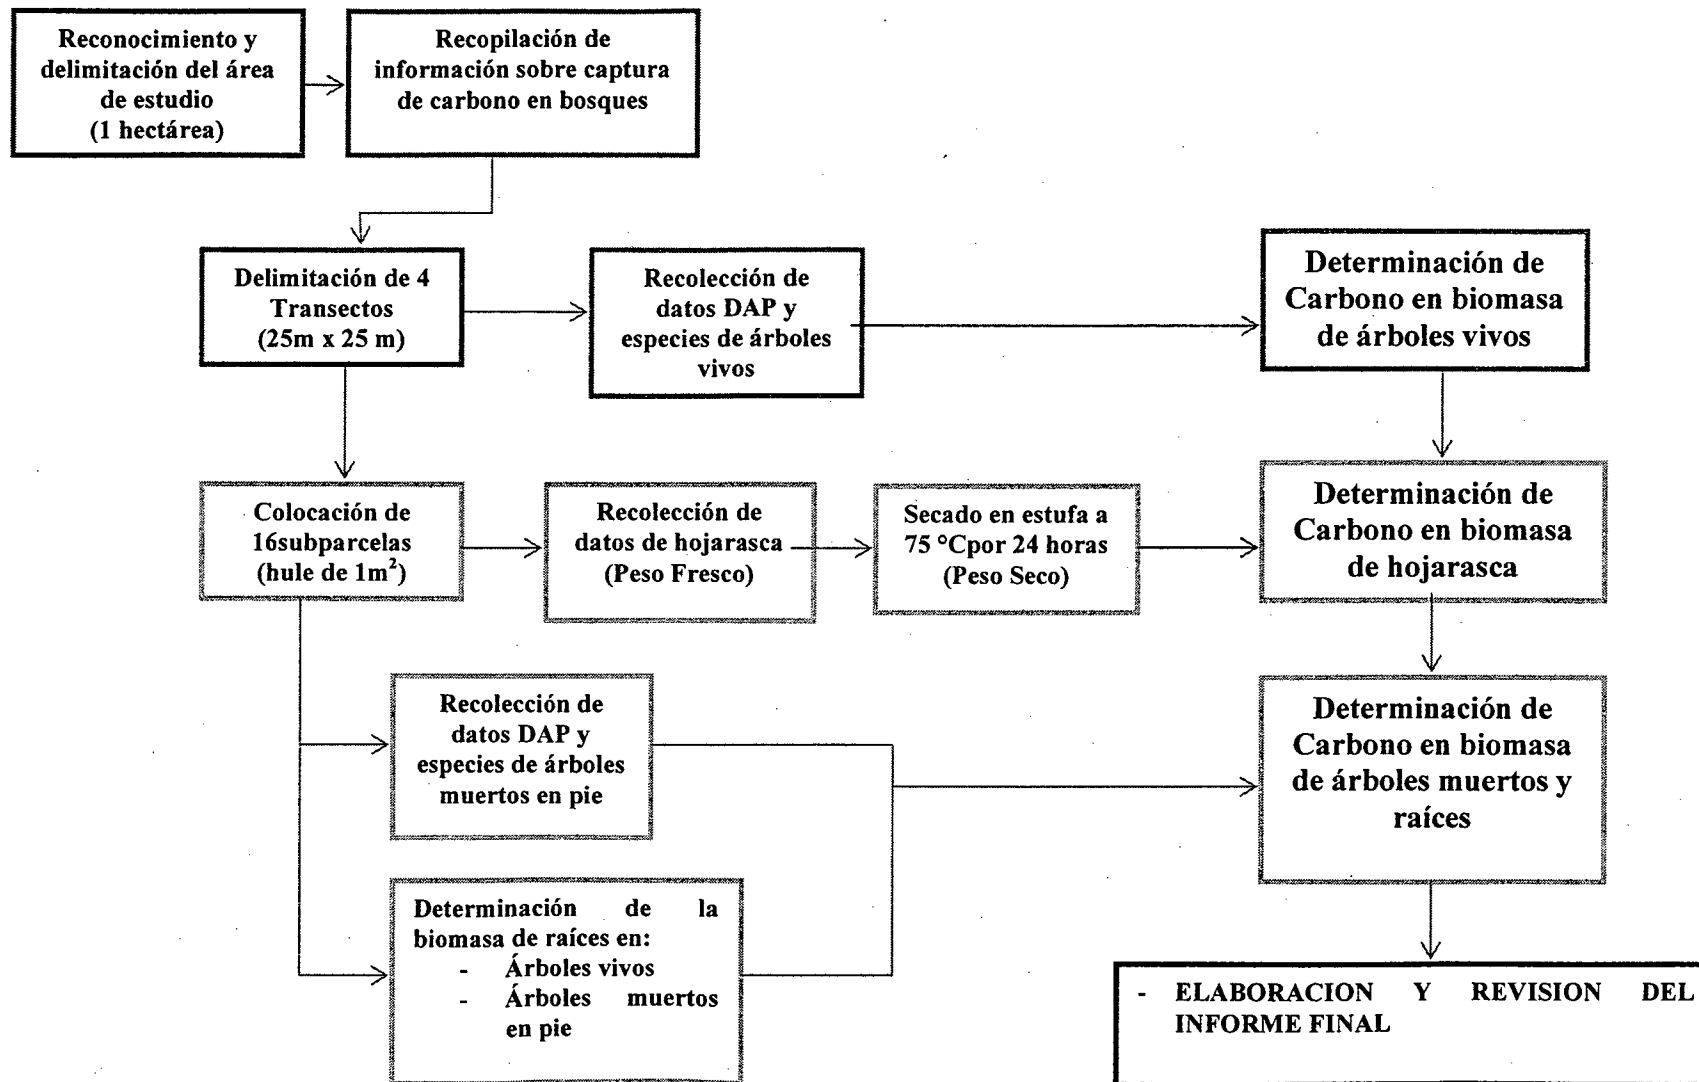 Reconocimiento y
delimitación del área
de estudio
(1 hectárea)
Recopilación de
información sobre captura
de carbono en bosques
Delimitación de 4
Transectos
(25m x 25 m)
Recolección de
datos DAP y
especies de árboles
vivos
Determinación de
Carbono en biomasa
de árboles vivos
Colocación de
16subparcelas
(hule de 1m²)
Recolección de
datos de hojarasca
(Peso Fresco)
Secado en estufa a
75 °Cpor 24 horas
(Peso Seco)
Determinación de
Carbono en biomasa
de hojarasca
Recolección de
datos DAP y
especies de árboles
muertos en pie
Determinación de
Carbono en biomasa
de árboles muertos y
raíces
Determinación de la
biomasa de raíces en:
- Árboles vivos
- Árboles muertos
en pie
- ELABORACION Y REVISION DEL
INFORME FINAL